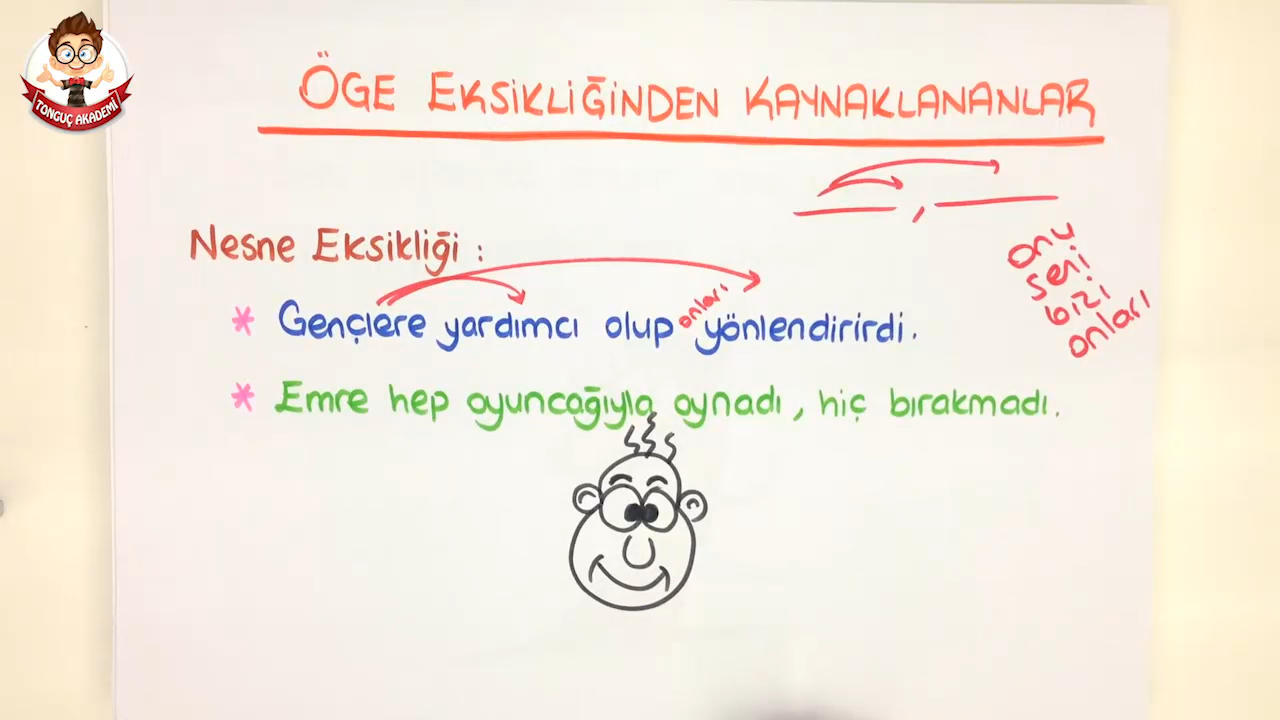 TONGUÇ AKADEMİ
ÖGE EKSİKLİĞİNDEN KAYNAKLANANLAR
Nesne Eksikliği :
* Gençlere yardımcı olup onları yönlendirirdi.
* Emre hep oyuncağıyla oynadı, hiç bırakmadı.
onu
seni
bizi
onları